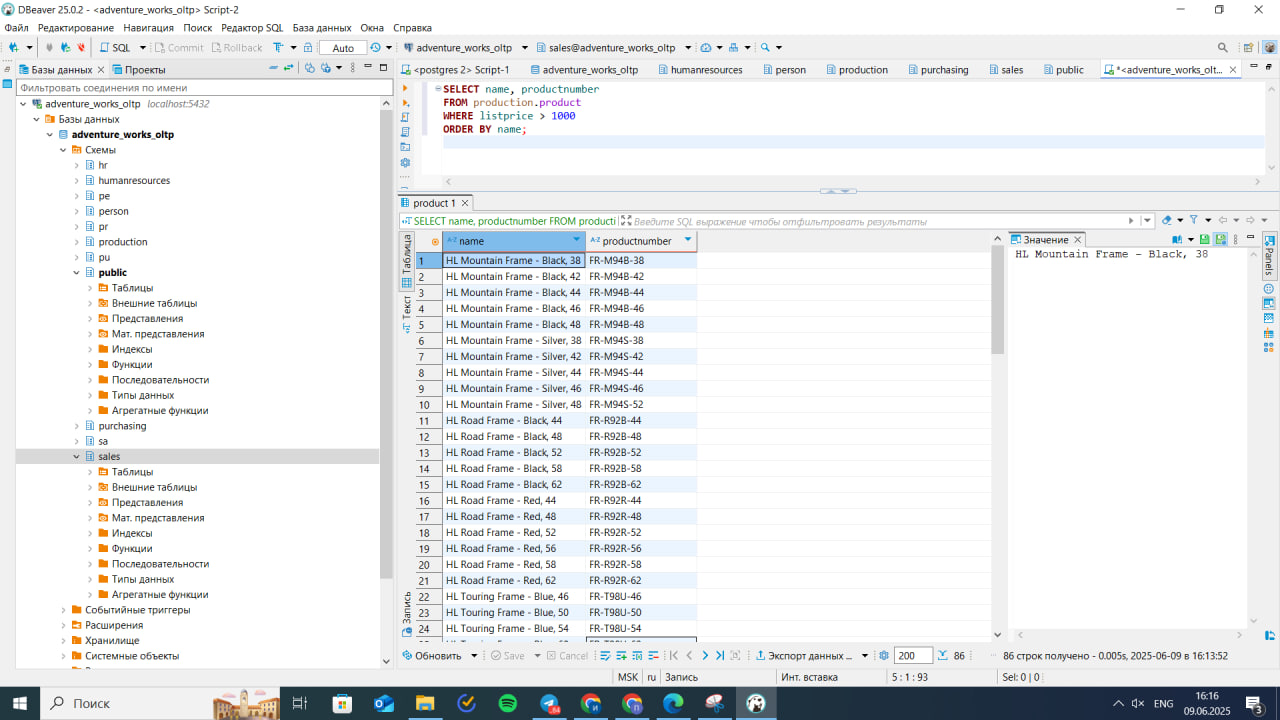 DBeaver 25.0.2 - <adventure_works_oltp> Script-2
Файл Редактирование Навигация Поиск Редактор SQL База данных Окна Справка
SQL Commit Rollback Auto adventure_works_oltp sales@adventure_works_oltp
Базы данных Проекты
<postgres 2> Script-1 adventure_works_oltp humanresources person production purchasing sales public *<adventure_works_olt...
Фильтровать соединения по имени
adventure_works_oltp localhost:5432
Базы данных
adventure_works_oltp
Схемы
hr
humanresources
pe
person
pr
production
pu
public
Таблицы
Внешние таблицы
Представления
Мат. представления
Индексы
Функции
Последовательности
Типы данных
Агрегатные функции
purchasing
sa
sales
Таблицы
Внешние таблицы
Представления
Мат. представления
Индексы
Функции
Последовательности
Типы данных
Агрегатные функции
Событийные триггеры
Расширения
Хранилище
Системные объекты
SELECT name, productnumber
FROM production.product
WHERE listprice > 1000
ORDER BY name;
product 1
SELECT name, productnumber FROM producti Введите SQL выражение чтобы отфильтровать результаты
Таблица
Текст
Запись
A-Z name A-Z productnumber
1 HL Mountain Frame - Black, 38 FR-M94B-38
2 HL Mountain Frame - Black, 42 FR-M94B-42
3 HL Mountain Frame - Black, 44 FR-M94B-44
4 HL Mountain Frame - Black, 46 FR-M94B-46
5 HL Mountain Frame - Black, 48 FR-M94B-48
6 HL Mountain Frame - Silver, 38 FR-M94S-38
7 HL Mountain Frame - Silver, 42 FR-M94S-42
8 HL Mountain Frame - Silver, 44 FR-M94S-44
9 HL Mountain Frame - Silver, 46 FR-M94S-46
10 HL Mountain Frame - Silver, 48 FR-M94S-52
11 HL Road Frame - Black, 44 FR-R92B-44
12 HL Road Frame - Black, 48 FR-R92B-48
13 HL Road Frame - Black, 52 FR-R92B-52
14 HL Road Frame - Black, 58 FR-R92B-58
15 HL Road Frame - Black, 62 FR-R92B-62
16 HL Road Frame - Red, 44 FR-R92R-44
17 HL Road Frame - Red, 48 FR-R92R-48
18 HL Road Frame - Red, 52 FR-R92R-52
19 HL Road Frame - Red, 56 FR-R92R-56
20 HL Road Frame - Red, 58 FR-R92R-58
21 HL Road Frame - Red, 62 FR-R92R-62
22 HL Touring Frame - Blue, 46 FR-T98U-46
23 HL Touring Frame - Blue, 50 FR-T98U-50
24 HL Touring Frame - Blue, 54 FR-T98U-54
Значение
HL Mountain Frame - Black, 38
Panels
Обновить Save Cancel Экспорт данных ... 200 86 86 строк получено - 0.005s, 2025-06-09 в 16:13:52
MSK ru Запись Инт. вставка 5 : 1 : 93 Sel: 0 | 0
Поиск
ENG
16:16
09.06.2025
3